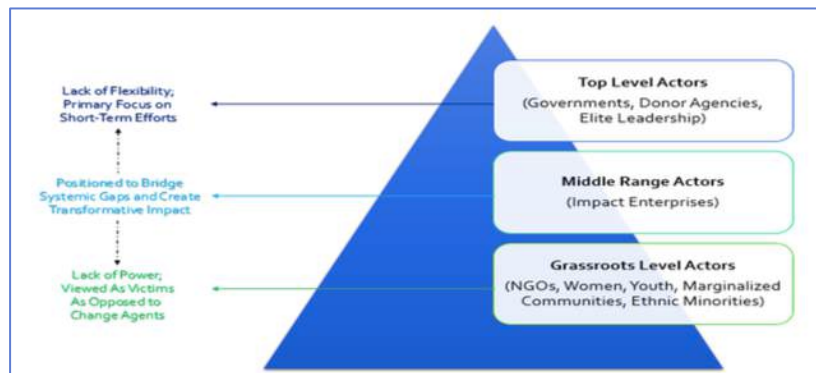 Lack of Flexibility;
Primary Focus on
Short-Term Efforts
Top Level Actors
(Governments, Donor Agencies,
Elite Leadership)
Positioned to Bridge
Systemic Gaps and Create
Transformative Impact
Middle Range Actors
(Impact Enterprises)
Lack of Power;
Viewed As Victims
As Opposed to
Change Agents
Grassroots Level Actors
(NGOs, Women, Youth, Marginalized
Communities, Ethnic Minorities)